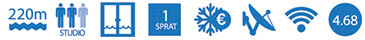 220m
STUDIO
1
SPRAT
€
4.68